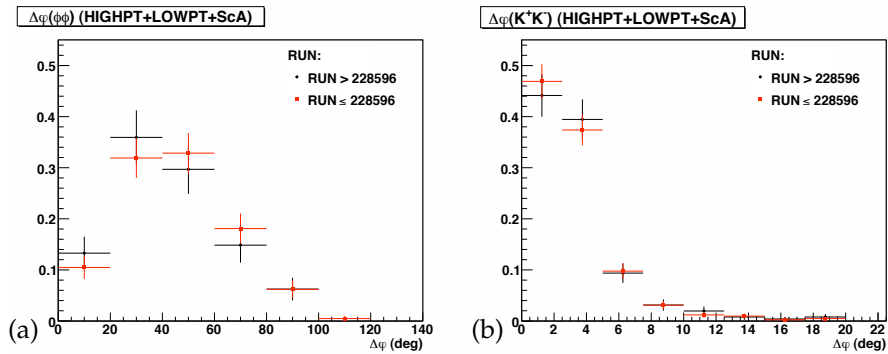 Δφ(ϕϕ) (HIGHPT+LOWPT+ScA)
RUN:
RUN > 228596
RUN ≤ 228596
0.5
0.4
0.3
0.2
0.1
0
0 20 40 60 80 100 120 140
Δφ (deg)
(a)
Δφ(K⁺K⁻) (HIGHPT+LOWPT+ScA)
RUN:
RUN > 228596
RUN ≤ 228596
0.5
0.4
0.3
0.2
0.1
0
0 2 4 6 8 10 12 14 16 18 20 22
Δφ (deg)
(b)